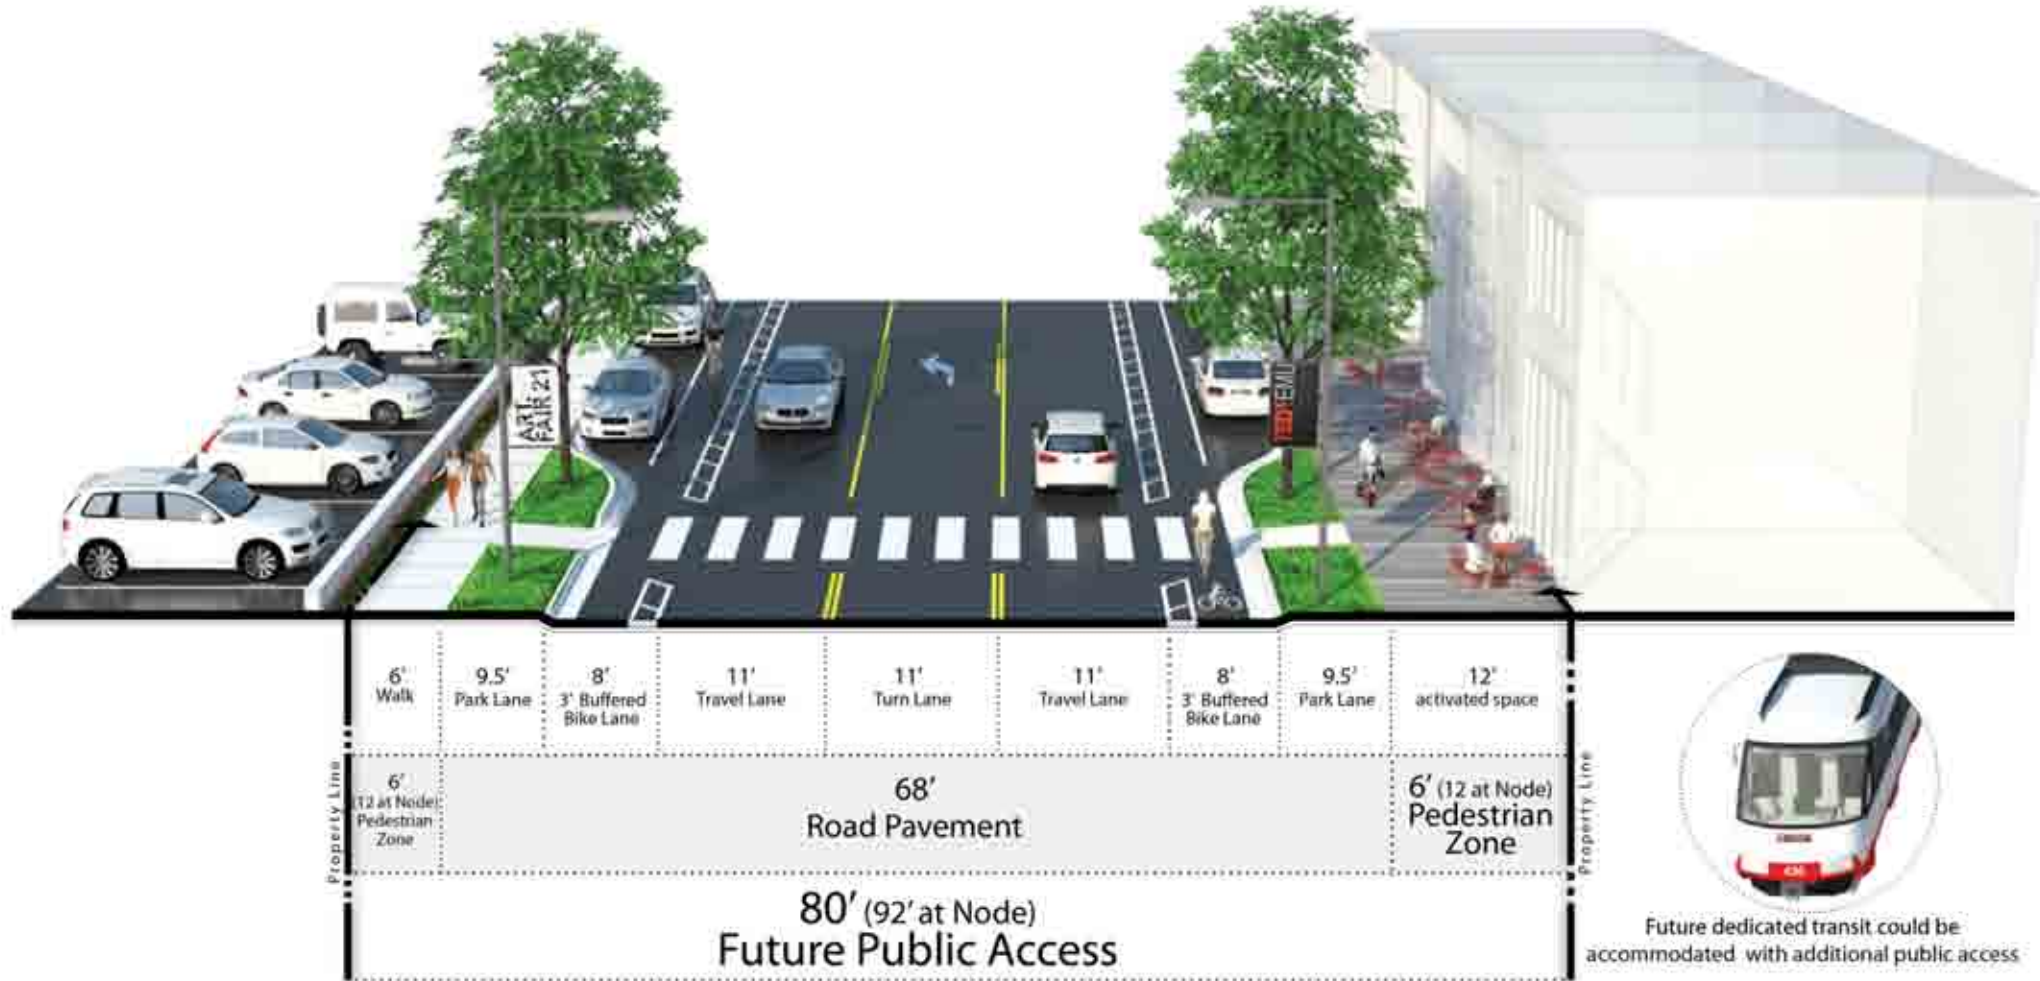 ART
FAIR 21
TEDXEMU
6'
Walk
9.5'
Park Lane
8'
3' Buffered
Bike Lane
11'
Travel Lane
11'
Turn Lane
11'
Travel Lane
8'
3' Buffered
Bike Lane
9.5'
Park Lane
12'
activated space
Property Line
6'
(12 at Node)
Pedestrian
Zone
68'
Road Pavement
6' (12 at Node)
Pedestrian
Zone
Property Line
80' (92' at Node)
Future Public Access
Future dedicated transit could be
accommodated with additional public access